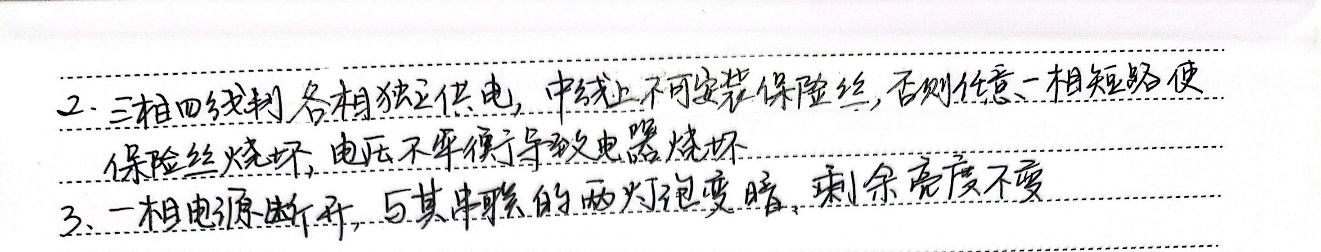 2. 三相四线制各相独立供电, 中线上不可安装保险丝, 否则任意一相短路使
保险丝烧坏, 电压不平衡导致电器烧坏
3、一相电源断开, 与其串联的两灯泡变暗、剩余亮度不变